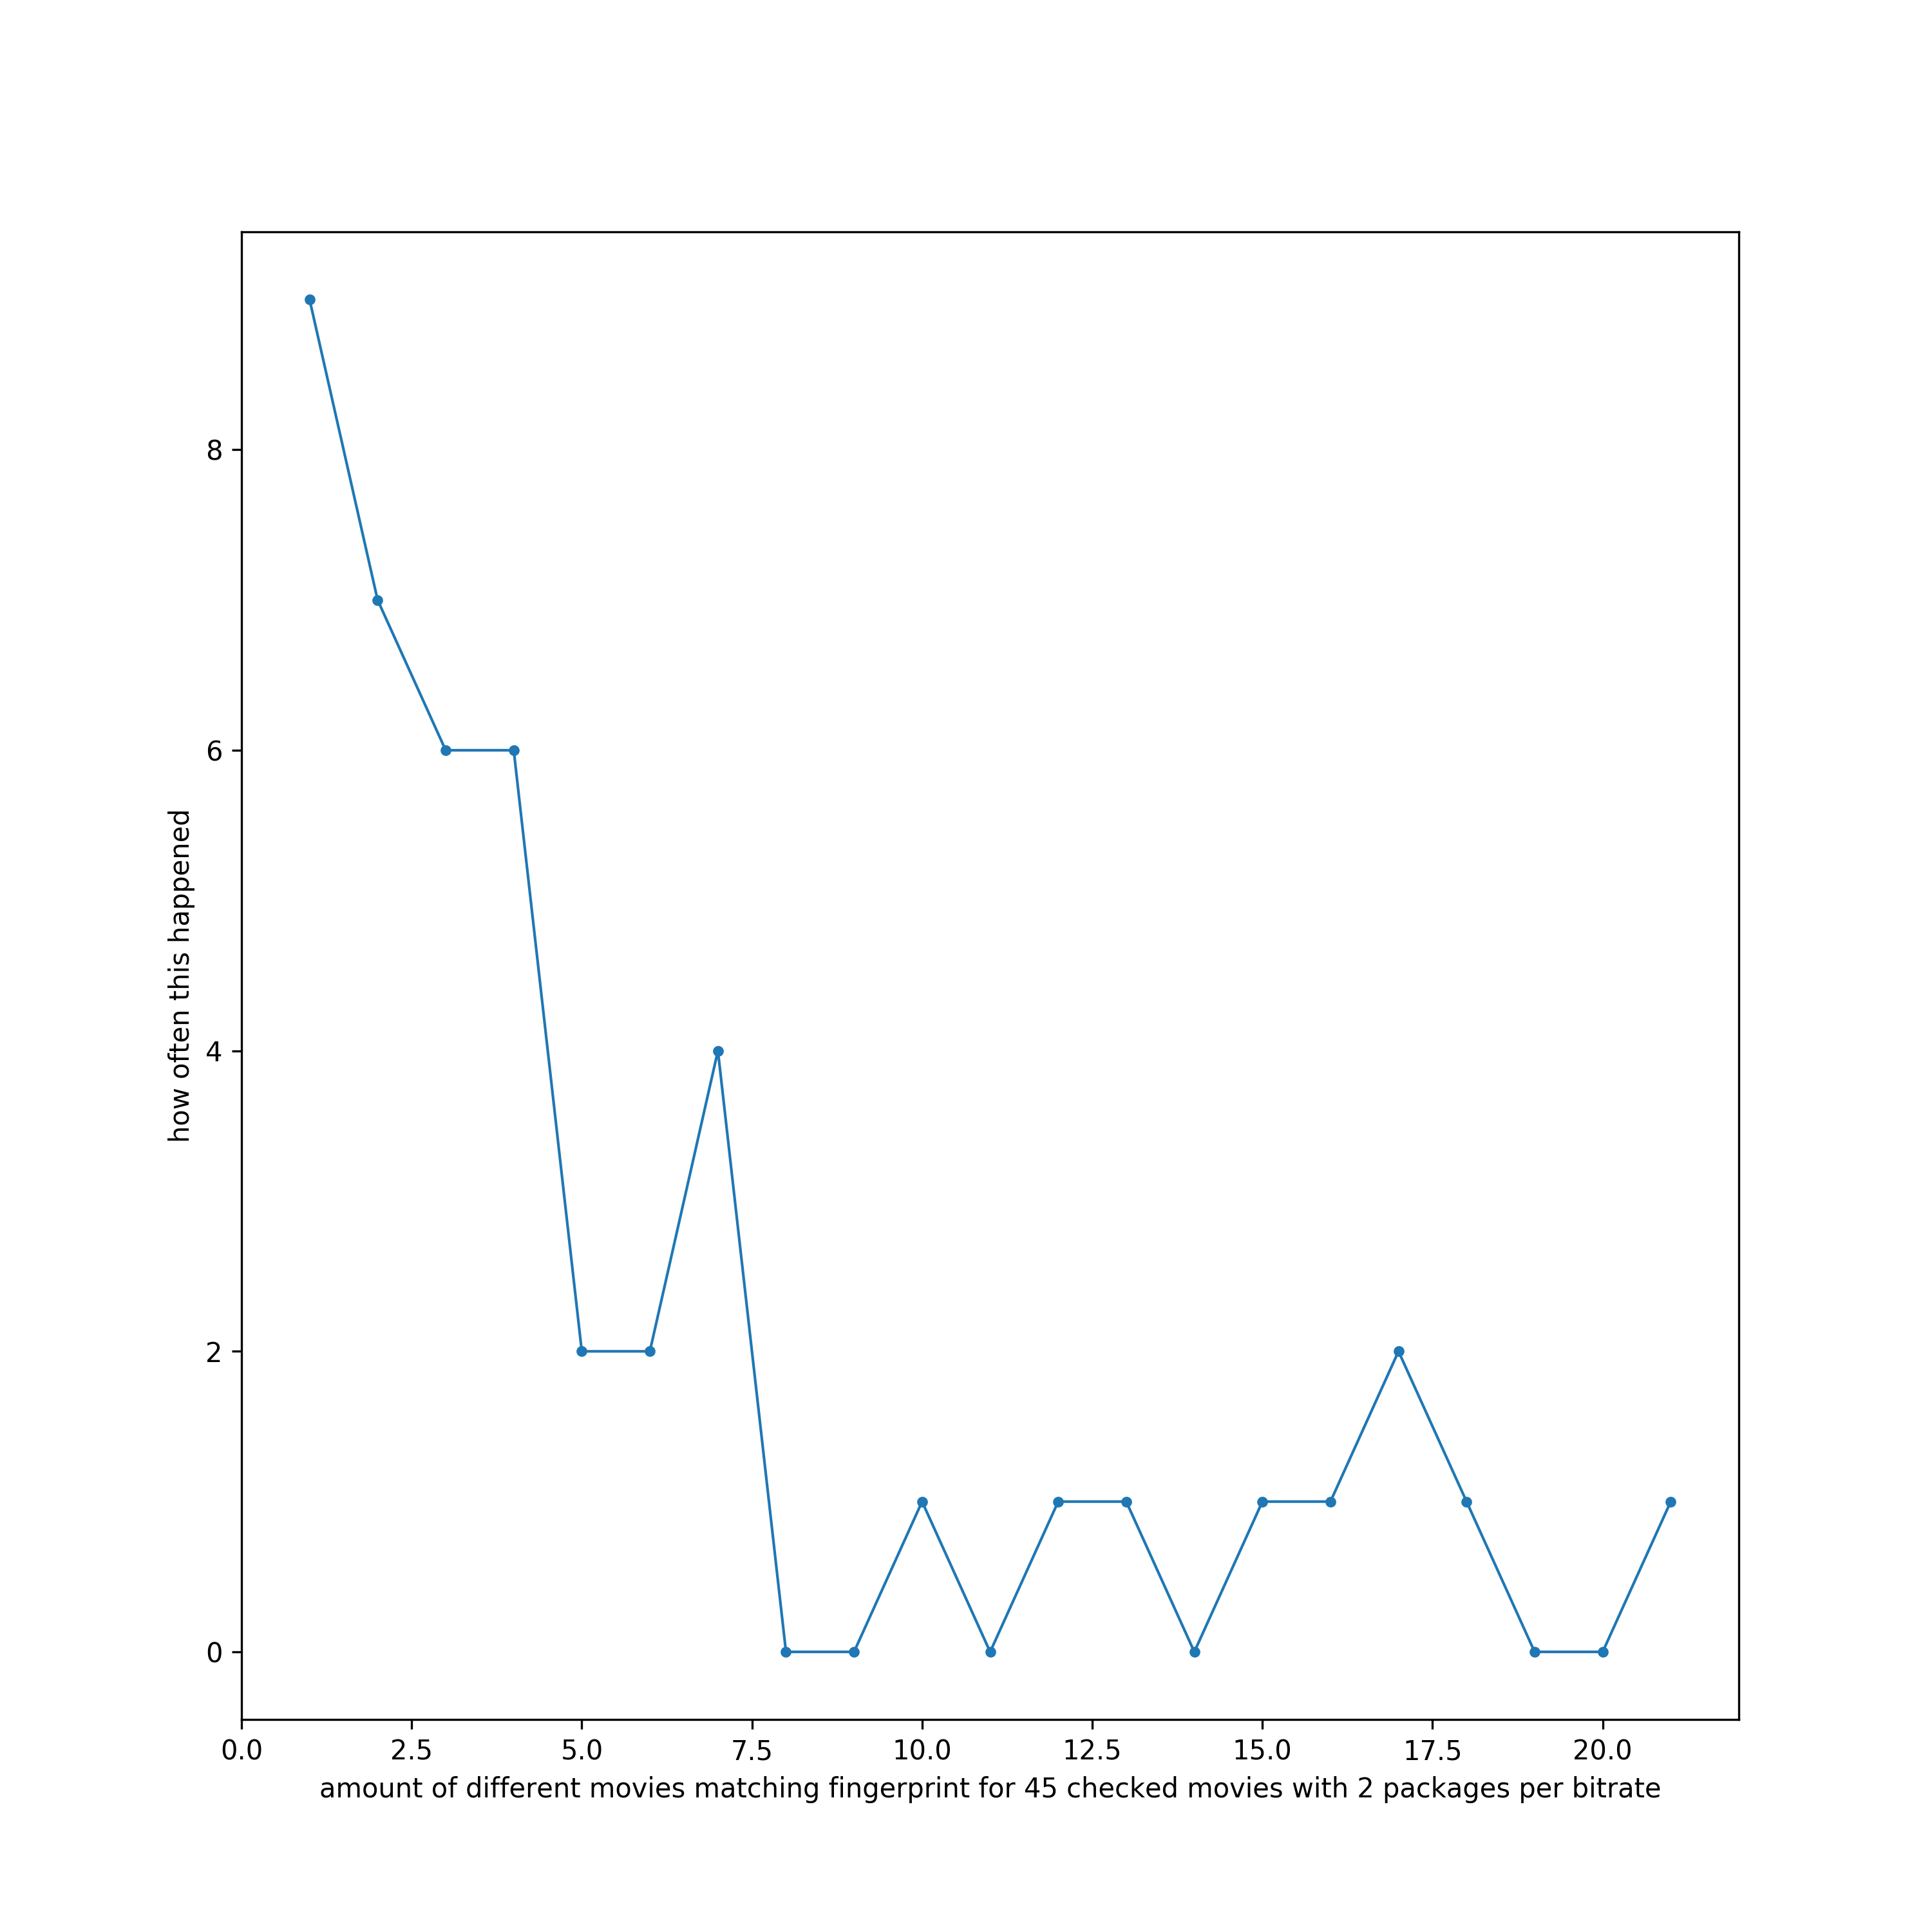 8
6
4
2
0
how often this happened
0.0 2.5 5.0 7.5 10.0 12.5 15.0 17.5 20.0
amount of different movies matching fingerprint for 45 checked movies with 2 packages per bitrate